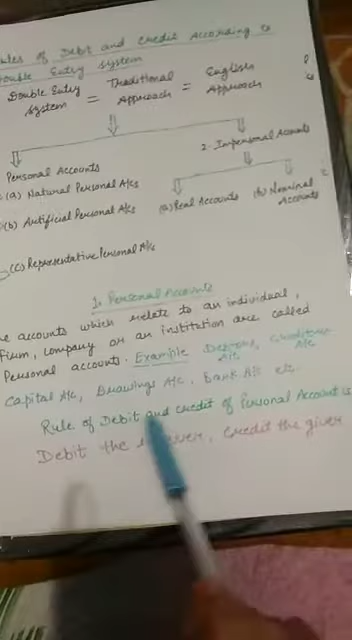 Rules of Debit and Credit According to
Double Entry System
Double Entry System = Traditional Approach = English Approach
Personal Accounts
2. Impersonal Accounts
(a) Natural Personal A/cs
(b) Artificial Personal A/cs
(a) Real Accounts (b) Nominal Accounts
(c) Representative Personal A/c
1. Personal Accounts
accounts which relate to an individual,
firm, company or an institution are called
Personal accounts. Example Debtors A/c, Creditors A/c
Capital A/c, Drawings A/c, Bank A/c etc.
Rule of Debit and credit of Personal Account is
Debit the , Credit the giver